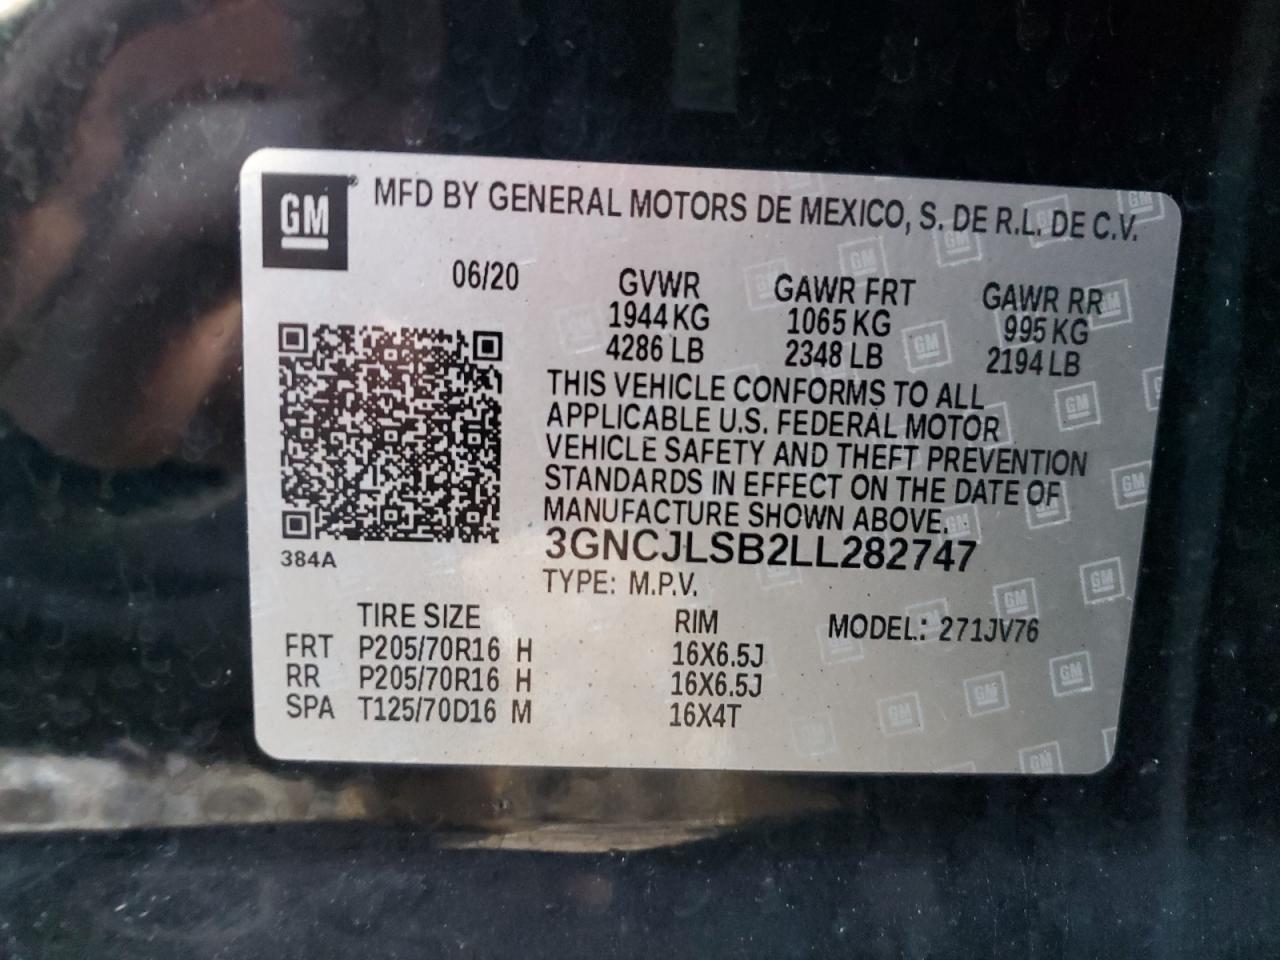 GM ® MFD BY GENERAL MOTORS DE MEXICO, S. DE R.L. DE C.V.
06/20 GVWR GAWR FRT GAWR RR
1944 KG 1065 KG 995 KG
4286 LB 2348 LB 2194 LB
THIS VEHICLE CONFORMS TO ALL
APPLICABLE U.S. FEDERAL MOTOR
VEHICLE SAFETY AND THEFT PREVENTION
STANDARDS IN EFFECT ON THE DATE OF
MANUFACTURE SHOWN ABOVE.
3GNCJLSB2LL282747
384A
TYPE: M.P.V.
TIRE SIZE RIM MODEL: 271JV76
FRT P205/70R16 H 16X6.5J
RR P205/70R16 H 16X6.5J
SPA T125/70D16 M 16X4T